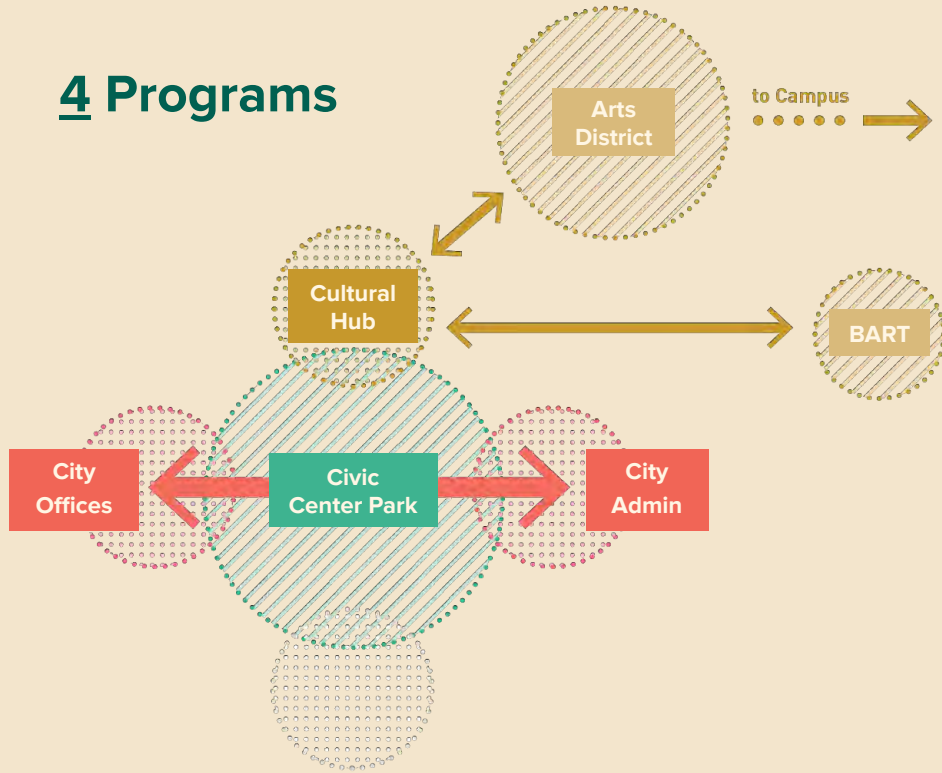 4 Programs
Arts
District
to Campus
Cultural
Hub
BART
City
Offices
Civic
Center Park
City
Admin